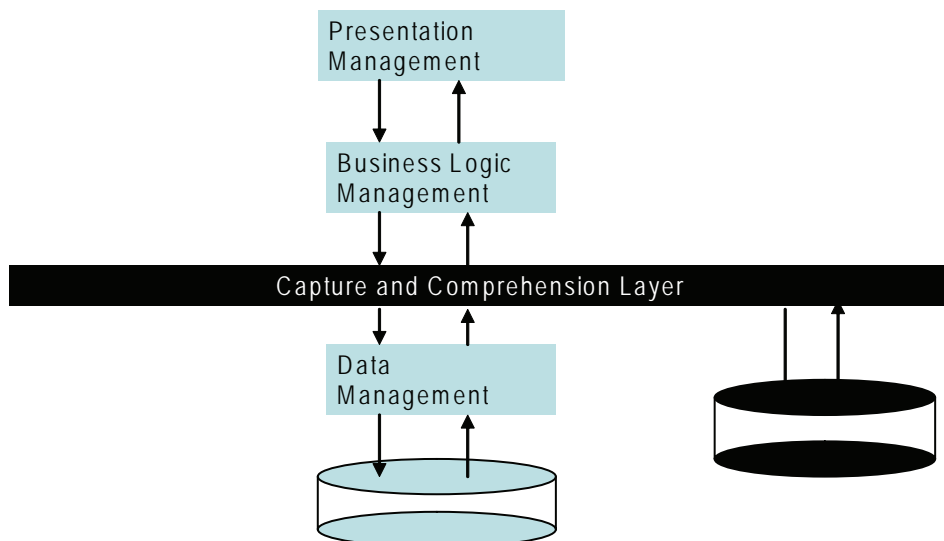 Presentation
Management
Business Logic
Management
Capture and Comprehension Layer
Data
Management